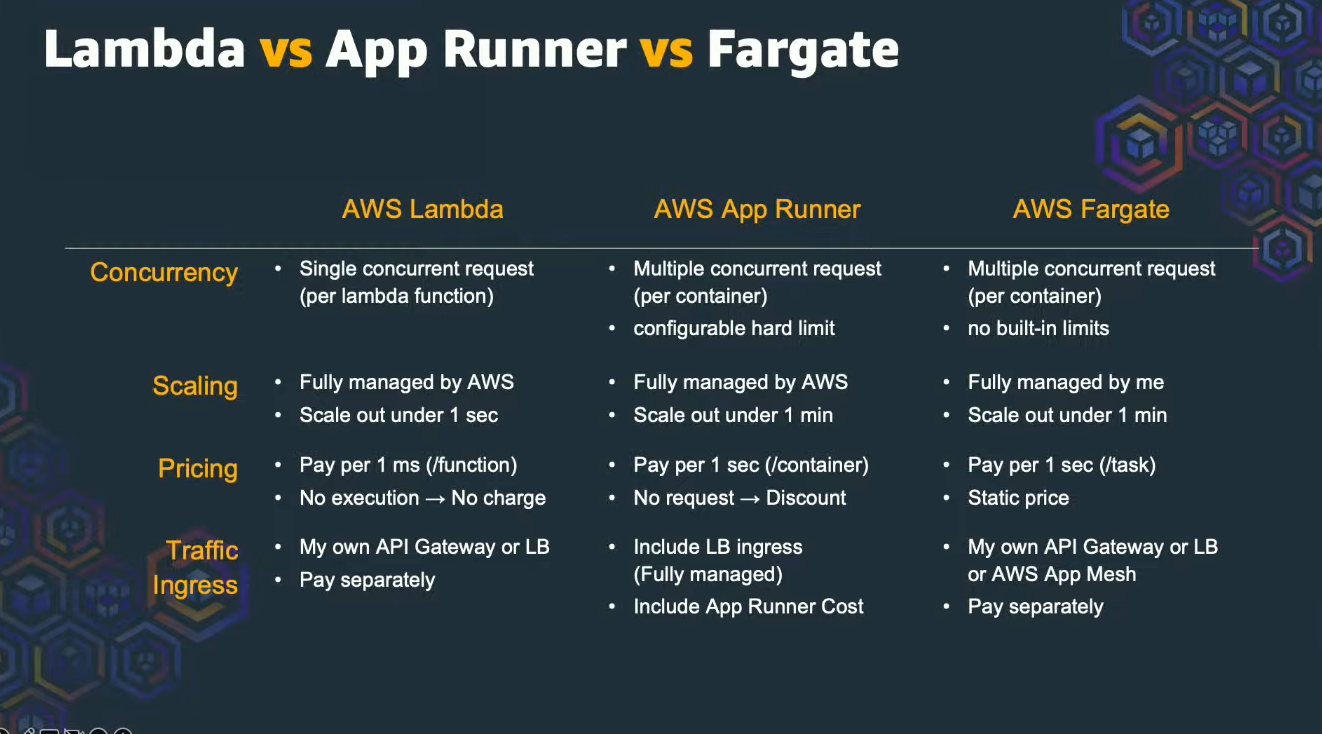 Lambda vs App Runner vs Fargate
AWS Lambda
AWS App Runner
AWS Fargate
Concurrency
• Single concurrent request
(per lambda function)
• Multiple concurrent request
(per container)
• configurable hard limit
• Multiple concurrent request
(per container)
• no built-in limits
Scaling
• Fully managed by AWS
• Scale out under 1 sec
• Fully managed by AWS
• Scale out under 1 min
• Fully managed by me
• Scale out under 1 min
Pricing
• Pay per 1 ms (/function)
• No execution → No charge
• Pay per 1 sec (/container)
• No request → Discount
• Pay per 1 sec (/task)
• Static price
Traffic
Ingress
• My own API Gateway or LB
• Pay separately
• Include LB ingress
(Fully managed)
• Include App Runner Cost
• My own API Gateway or LB
or AWS App Mesh
• Pay separately